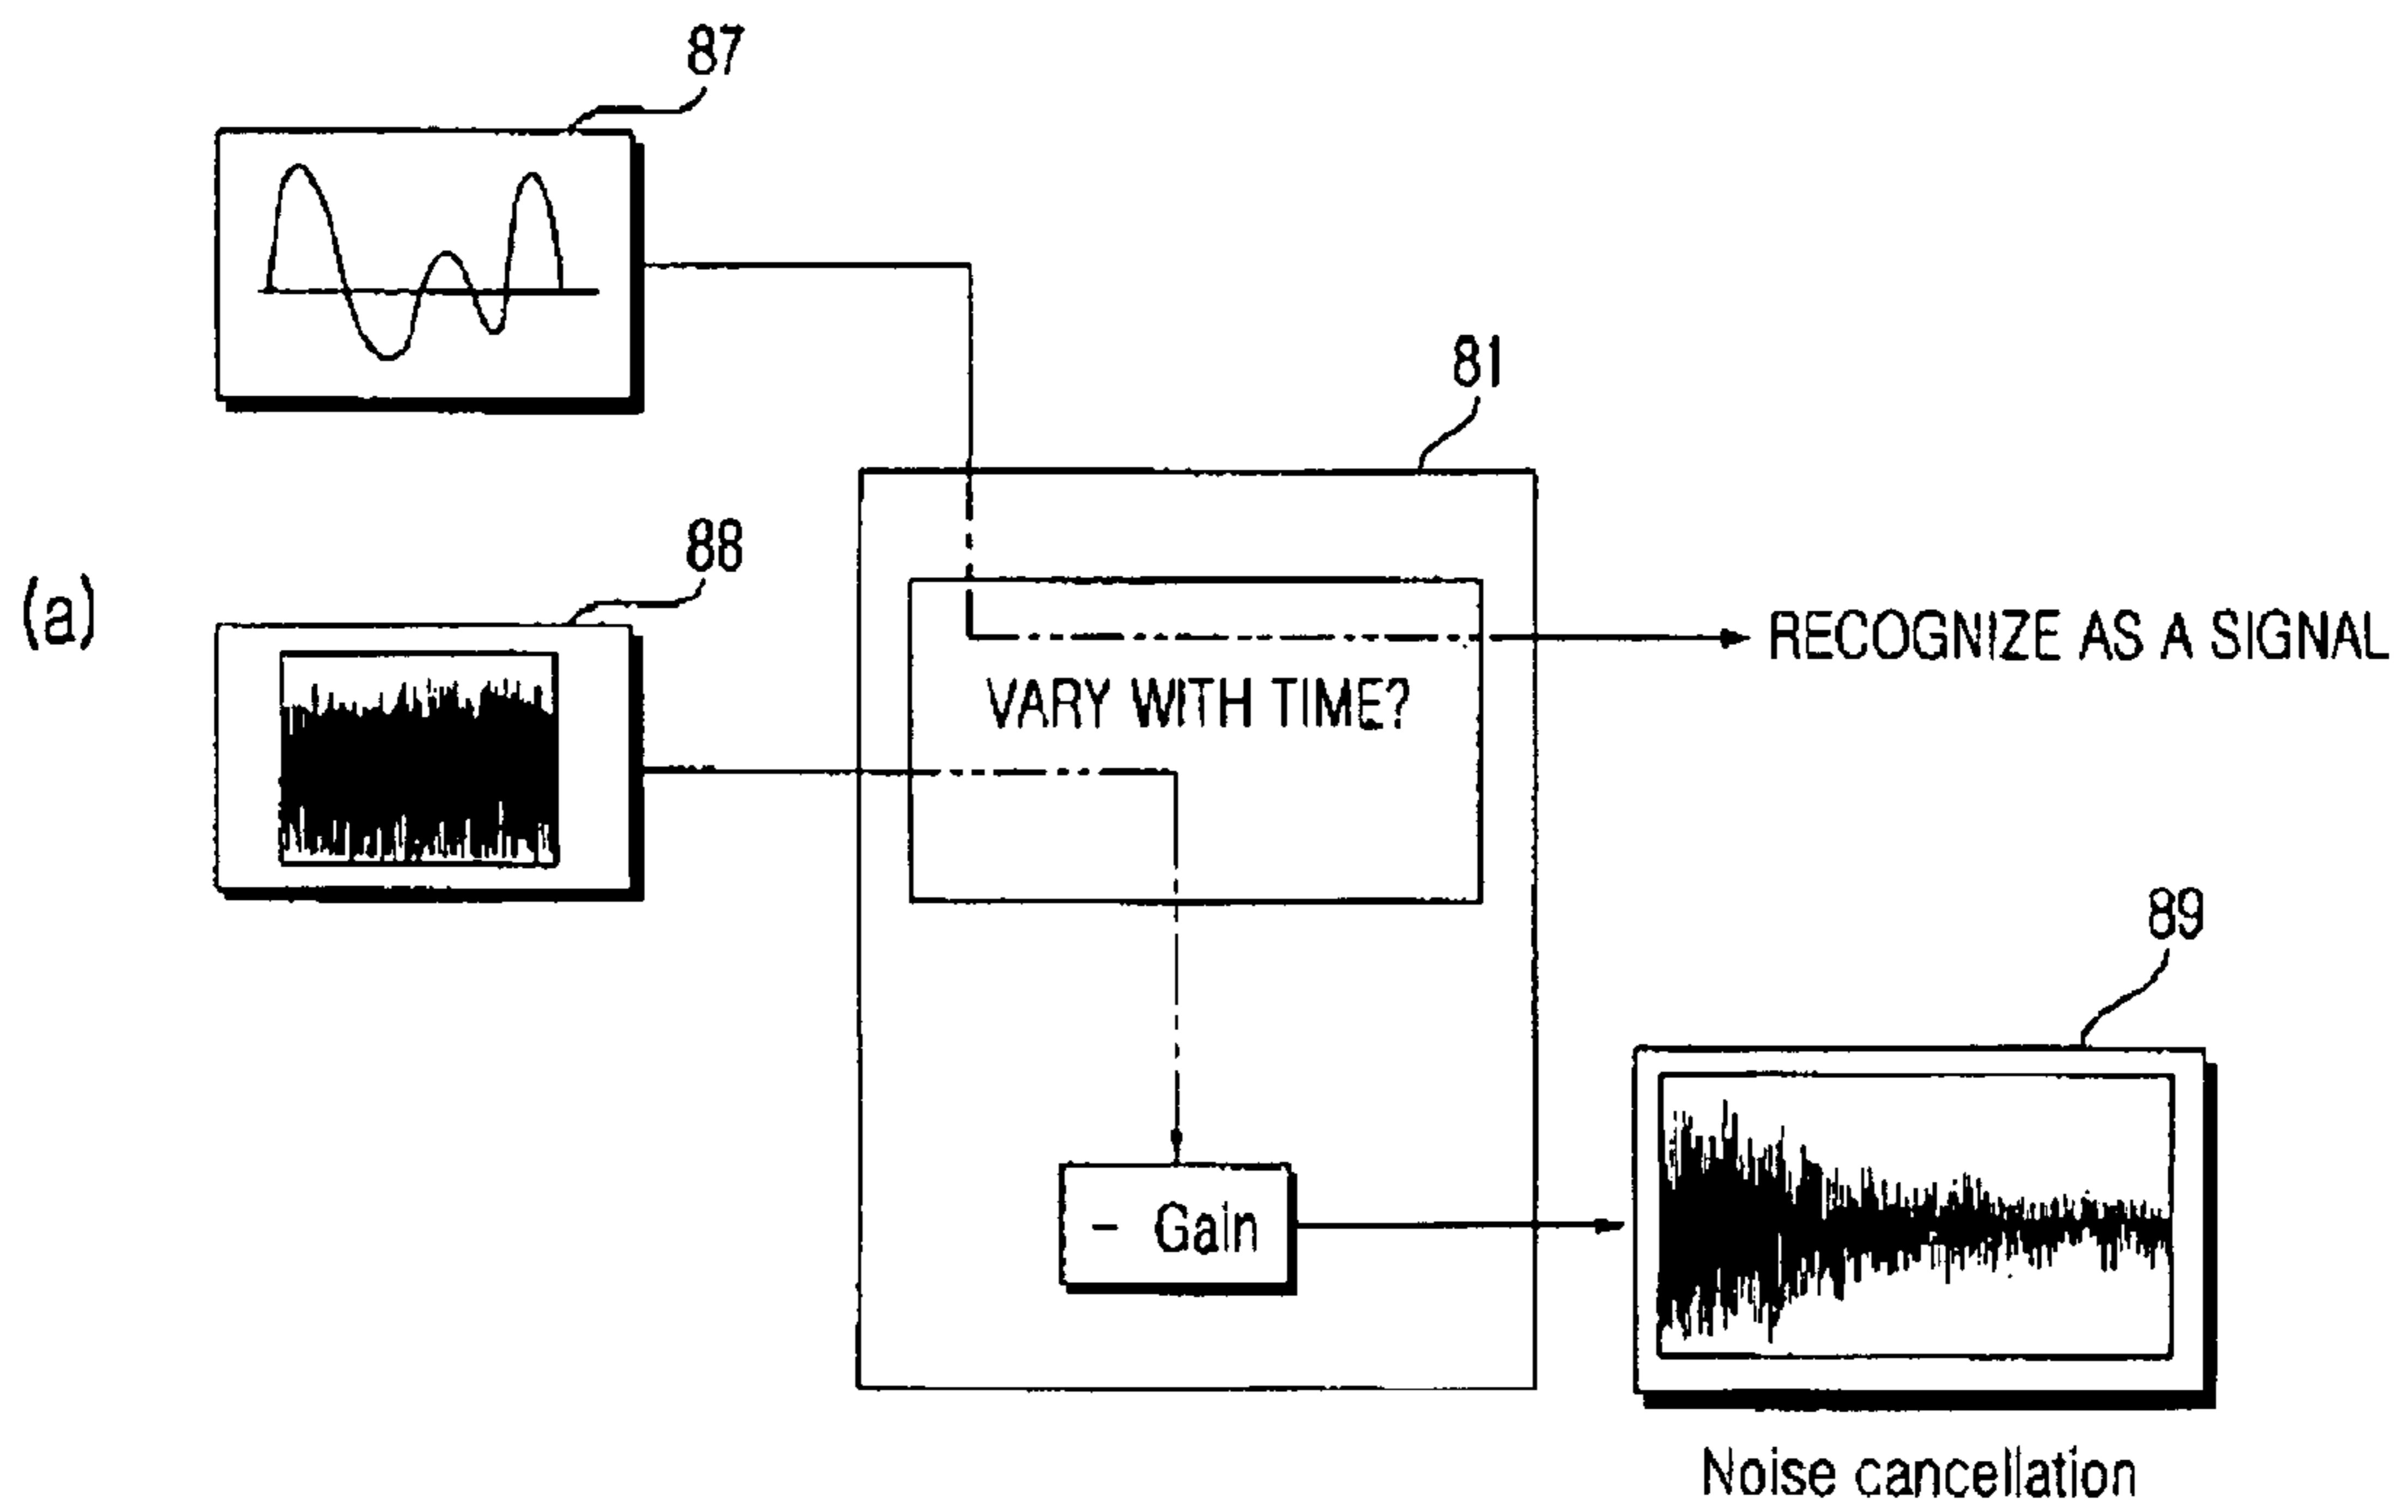 87
81
88
(a)
RECOGNIZE AS A SIGNAL
VARY WITH TIME?
89
- Gain
Noise cancellation